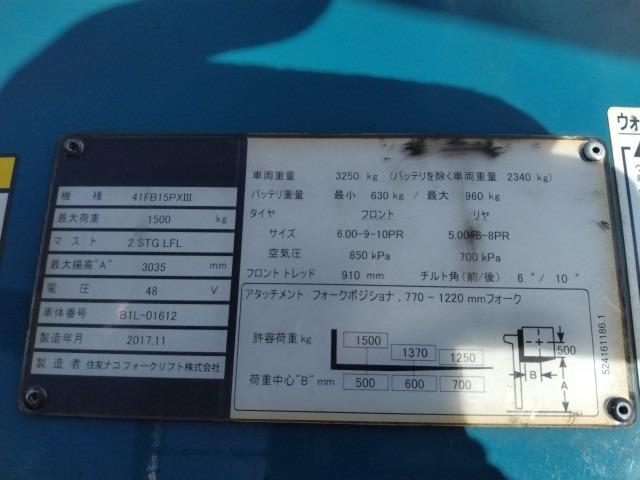 機種 41FB15PXIII
最大荷重 1500 kg
マスト 2 STG LFL
最大揚高"A" 3035 mm
電圧 48 V
車体番号 B1L-01612
製造年月 2017.11
製造者 住友ナコフォークリフト株式会社
車両重量 3250 kg (バッテリを除く車両重量 2340 kg)
バッテリ重量 最小 630 kg / 最大 960 kg
タイヤ フロント リヤ
サイズ 6.00-9-10PR 5.00-8-8PR
空気圧 850 kPa 700 kPa
フロントトレッド 910 mm チルト角(前/後) 6°/ 10°
アタッチメント フォークポジショナ, 770-1220 mmフォーク
許容荷重 kg 1500 1370 1250
荷重中心"B" mm 500 600 700
500
B
A
524161186.1
ウォ